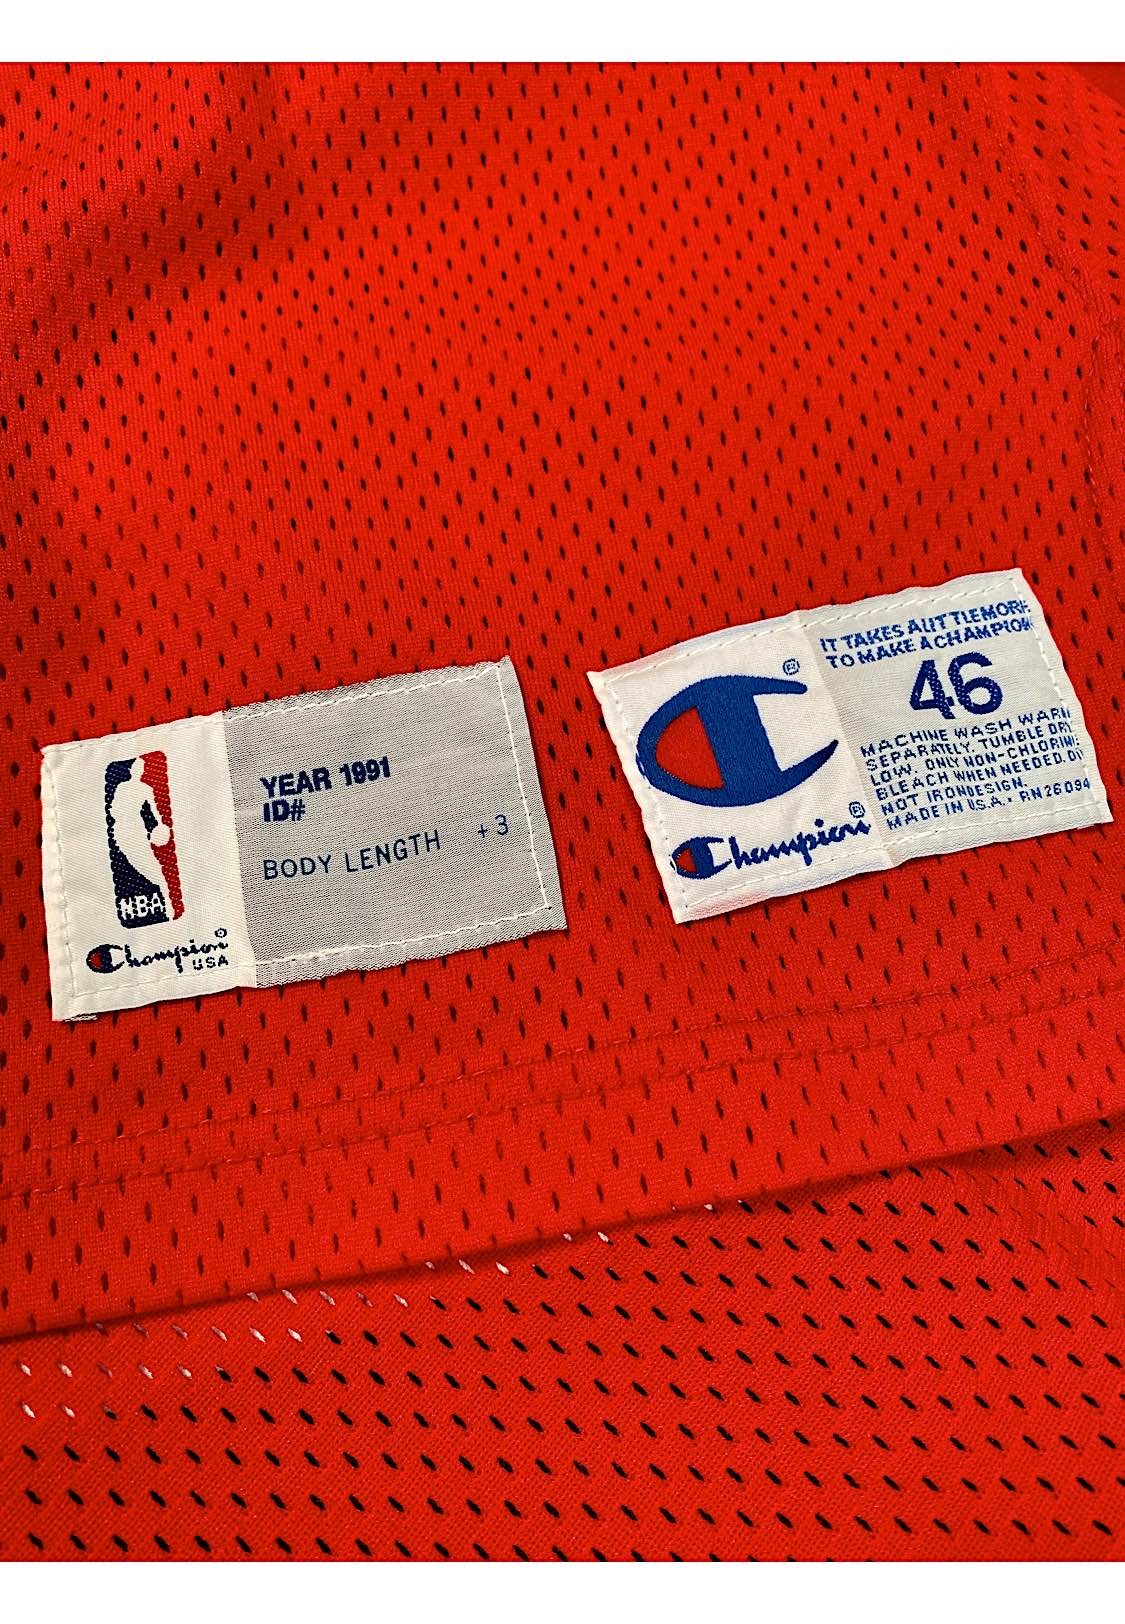 YEAR 1991
ID#
BODY LENGTH +3
NBA
Champion®
USA
®
Champion®
IT TAKES A LITTLE MORE
TO MAKE A CHAMPION
46
MACHINE WASH WARM
SEPARATELY. TUMBLE DRY
LOW. ONLY NON-CHLORINE
BLEACH WHEN NEEDED. DO
NOT IRON DESIGN.
MADE IN U.S.A. RN 26094